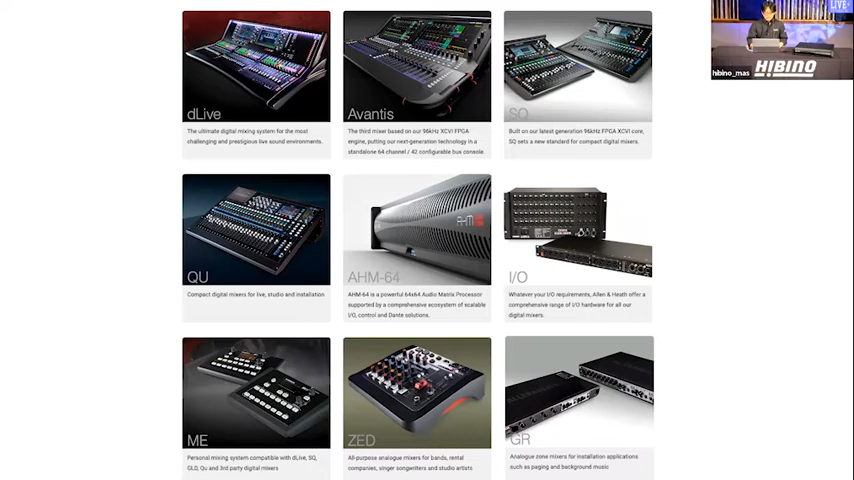 LIVE
HIBINO
hibino_mas
dLive
The ultimate digital mixing system for the most
challenging and prestigious live sound environments.
Avantis
The third mixer based on our 96kHz XCVI FPGA
engine, putting our next-generation technology in a
standalone 64 channel / 42 configurable bus console.
SQ
Built on our latest generation 96kHz FPGA XCVI core,
SQ sets a new standard for compact digital mixers.
QU
Compact digital mixers for live, studio and installation
AHM
AHM-64
AHM-64 is a powerful 64x64 Audio Matrix Processor
supported by a comprehensive ecosystem of scalable
I/O, control and Dante solutions.
I/O
Whatever your I/O requirements, Allen & Heath offer a
comprehensive range of I/O hardware for all our
digital mixers.
ME
Personal mixing system compatible with dLive, SQ,
GLD, Qu and 3rd party digital mixers
ZED
All-purpose analogue mixers for bands, rental
companies, singer songwriters and studio artists
GR
Analogue zone mixers for installation applications
such as paging and background music